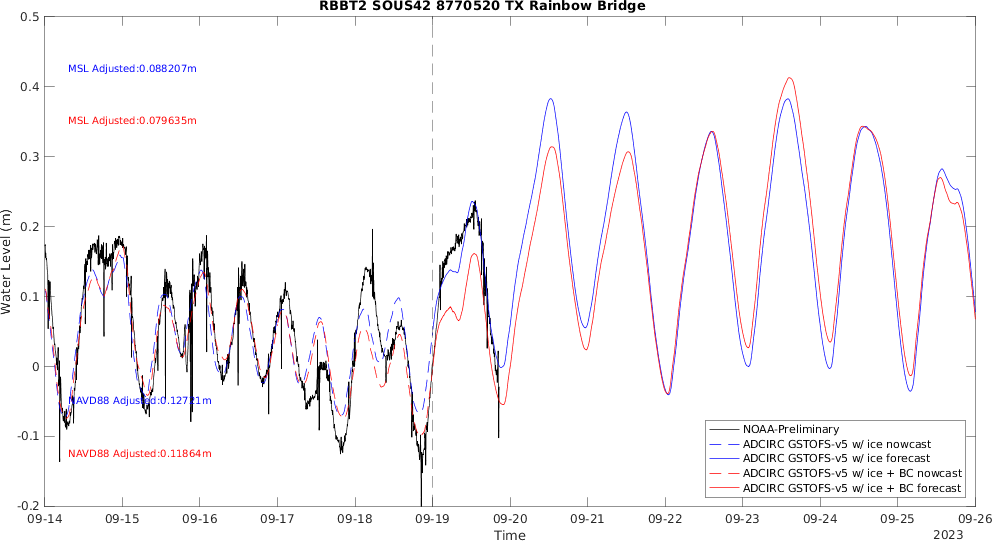 RBBT2 SOUS42 8770520 TX Rainbow Bridge
0.5
0.4
0.3
0.2
0.1
0
-0.1
-0.2
Water Level (m)
MSL Adjusted:0.088207m
MSL Adjusted:0.079635m
NAVD88 Adjusted:0.12721m
NAVD88 Adjusted:0.11864m
NOAA-Preliminary
ADCIRC GSTOFS-v5 w/ ice nowcast
ADCIRC GSTOFS-v5 w/ ice forecast
ADCIRC GSTOFS-v5 w/ ice + BC nowcast
ADCIRC GSTOFS-v5 w/ ice + BC forecast
09-14 09-15 09-16 09-17 09-18 09-19 09-20 09-21 09-22 09-23 09-24 09-25 09-26
Time
2023